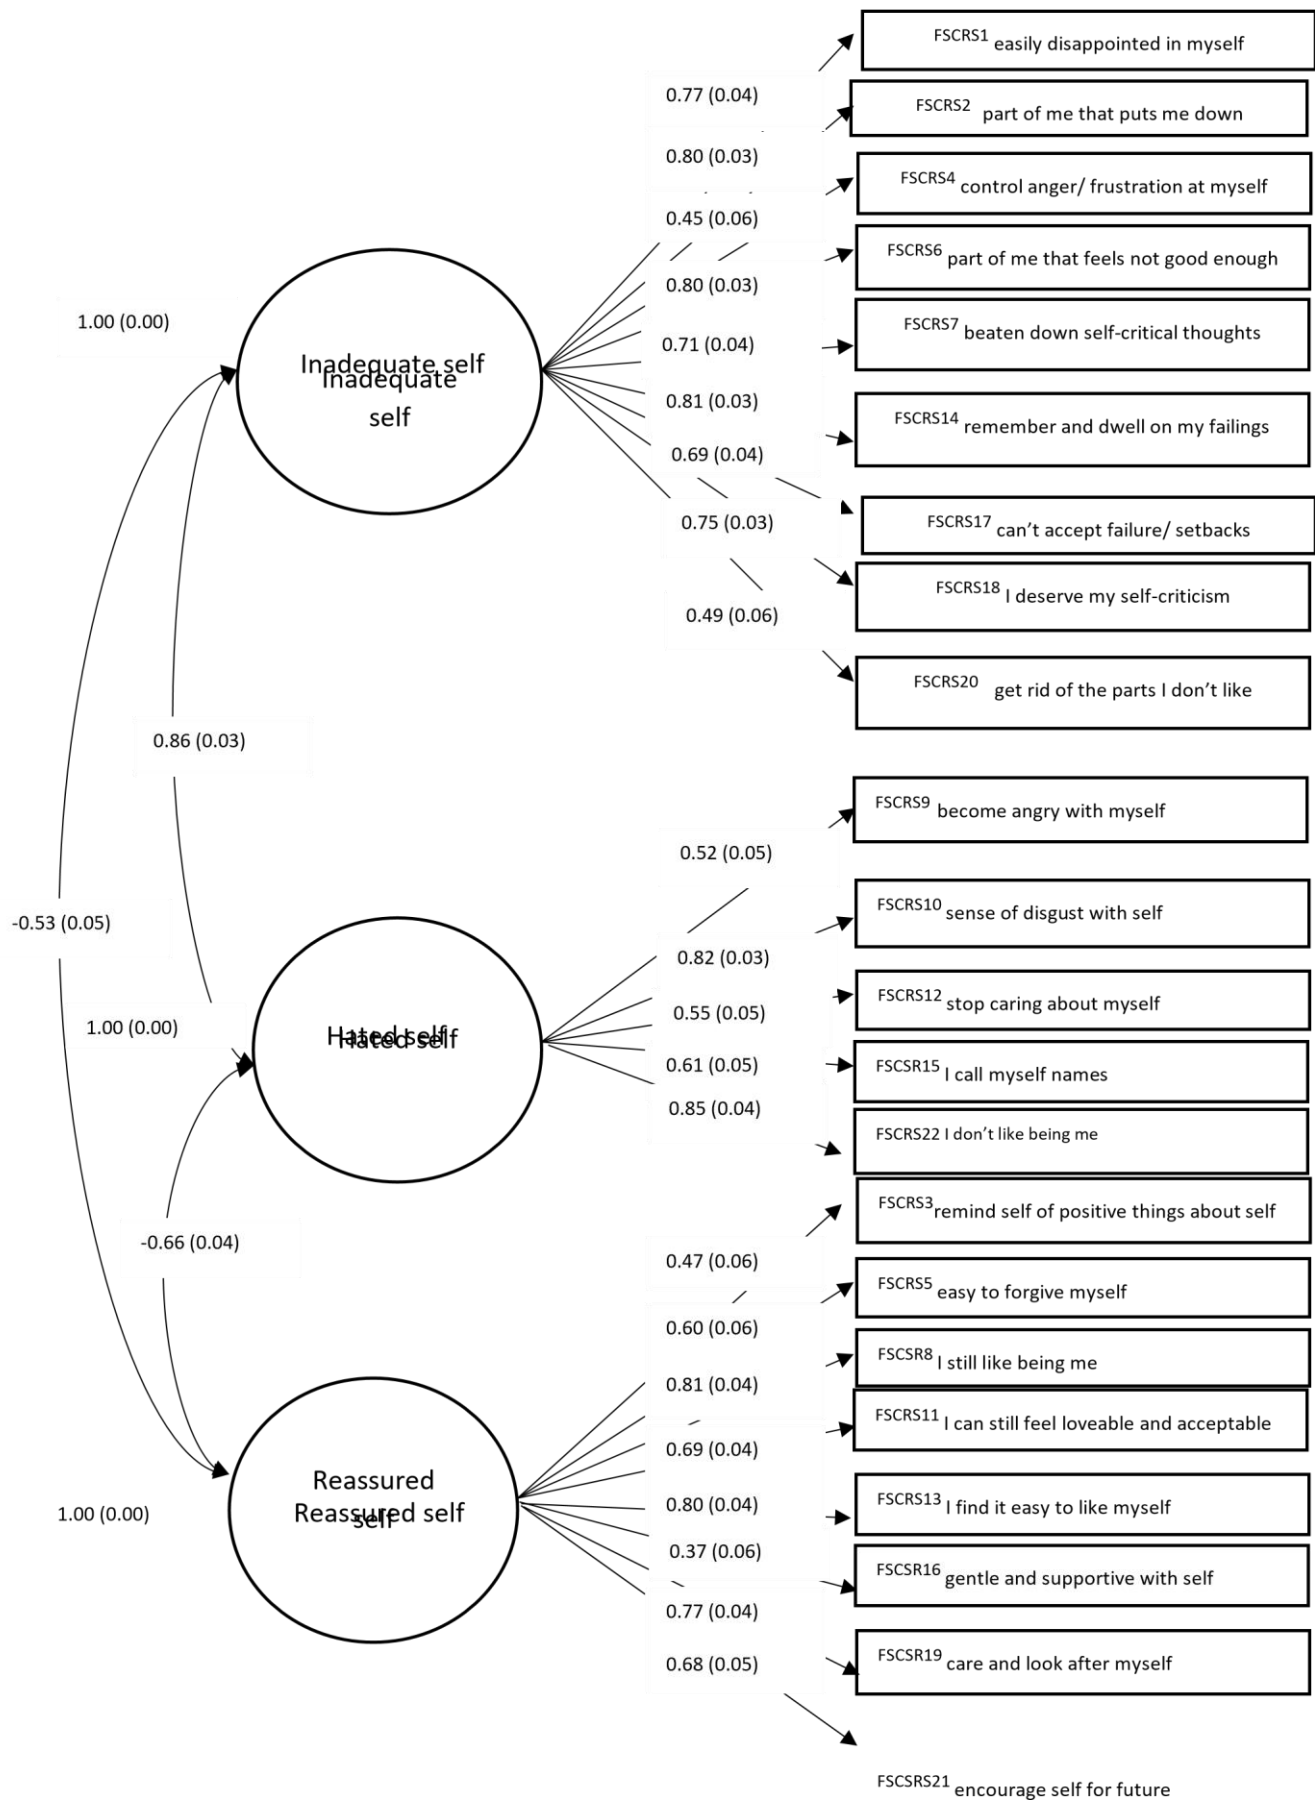 FSCRS1 easily disappointed in myself
0.77 (0.04)
FSCRS2 part of me that puts me down
0.80 (0.03)
FSCRS4 control anger/ frustration at myself
0.45 (0.06)
FSCRS6 part of me that feels not good enough
0.80 (0.03)
1.00 (0.00)
FSCRS7 beaten down self-critical thoughts
0.71 (0.04)
Inadequate self
Inadequate
self
0.81 (0.03)
FSCRS14 remember and dwell on my failings
0.69 (0.04)
FSCRS17 can't accept failure/ setbacks
0.75 (0.03)
FSCRS18 I deserve my self-criticism
0.49 (0.06)
FSCRS20 get rid of the parts I don't like
0.86 (0.03)
FSCRS9 become angry with myself
0.52 (0.05)
-0.53 (0.05)
FSCRS10 sense of disgust with self
0.82 (0.03)
FSCRS12 stop caring about myself
0.55 (0.05)
1.00 (0.00)
Hated self
Hated self
0.61 (0.05)
FSCSR15 I call myself names
0.85 (0.04)
FSCRS22 I don't like being me
FSCRS3 remind self of positive things about self
-0.66 (0.04)
0.47 (0.06)
FSCRS5 easy to forgive myself
0.60 (0.06)
FSCSR8 I still like being me
0.81 (0.04)
FSCRS11 I can still feel loveable and acceptable
0.69 (0.04)
Reassured
self
Reassured self
1.00 (0.00)
0.80 (0.04)
FSCRS13 I find it easy to like myself
0.37 (0.06)
FSCSR16 gentle and supportive with self
0.77 (0.04)
0.68 (0.05)
FSCSR19 care and look after myself
FSCSRS21 encourage self for future